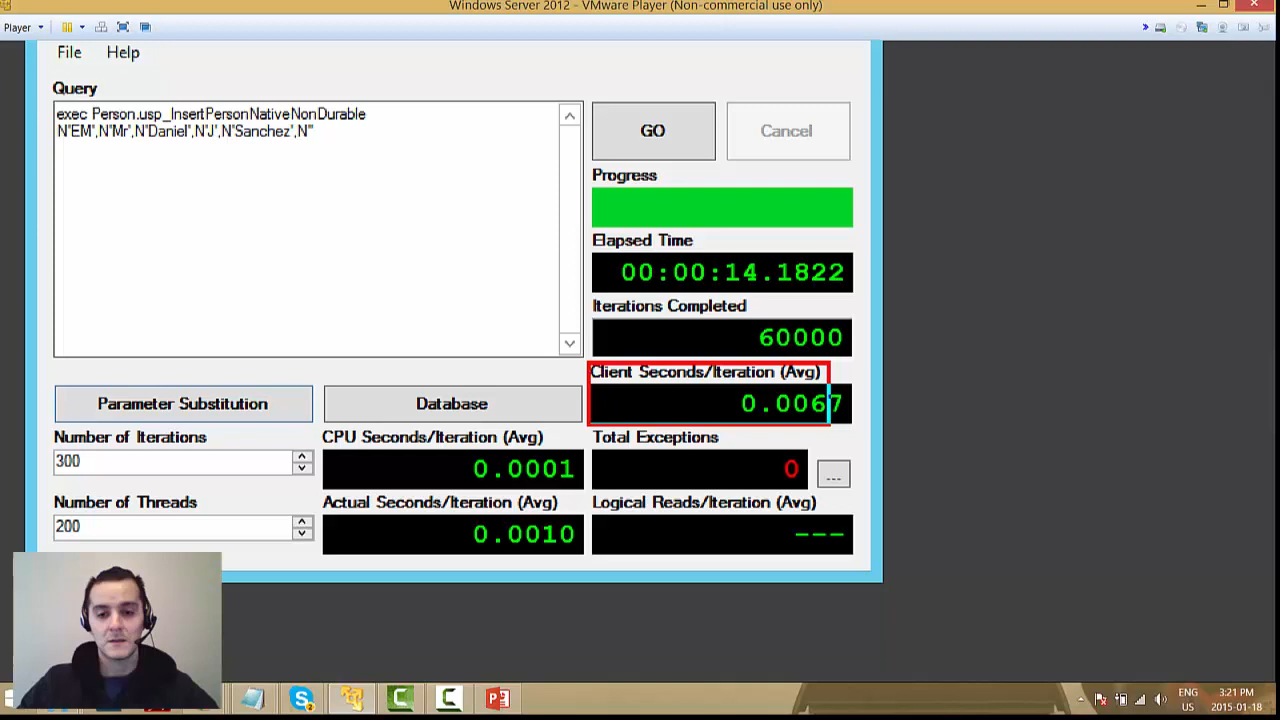 Windows Server 2012 - VMware Player (Non-commercial use only)
Player
File Help
Query
exec Person.usp_InsertPersonNativeNonDurable
N'EM',N'Mr',N'Daniel',N'J',N'Sanchez',N''
GO
Cancel
Progress
Elapsed Time
00:00:14.1822
Iterations Completed
60000
Client Seconds/Iteration (Avg)
0.0067
Parameter Substitution
Database
Number of Iterations
300
CPU Seconds/Iteration (Avg)
0.0001
Total Exceptions
0
...
Number of Threads
200
Actual Seconds/Iteration (Avg)
0.0010
Logical Reads/Iteration (Avg)
---
ENG
US
3:21 PM
2015-01-18